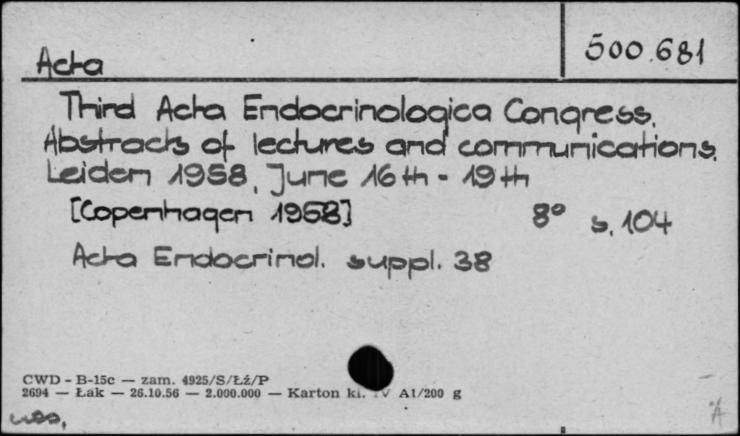 500.681
Acta
Third Acta Endocrinologica Congress.
Abstracts of lectures and communications.
Leiden 1958, June 16th - 19th
[Copenhagen 1958]
8° s. 104
Acta Endocrinol. suppl. 38
CWD - B-15c — zam. 4925/S/Łź/P
2694 — Łak — 26.10.56 — 2.000.000 — Karton kl. IV A1/200 g